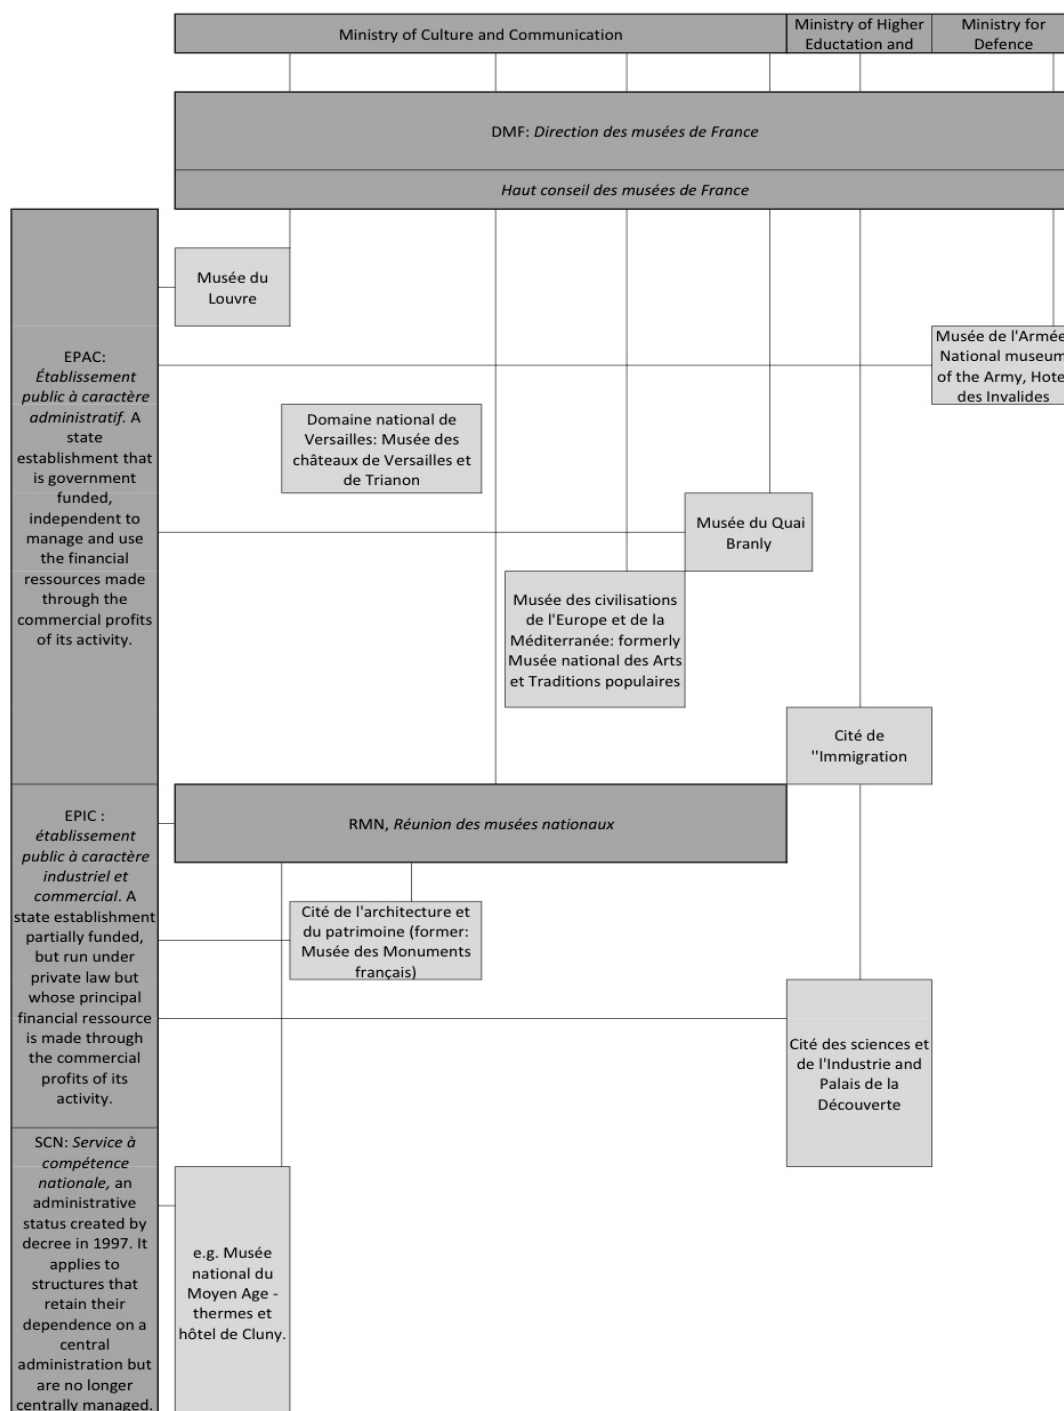 Ministry of Culture and Communication
Ministry of Higher
Eductation and
Ministry for
Defence
DMF: Direction des musées de France
Haut conseil des musées de France
Musée du
Louvre
EPAC:
Établissement
public à caractère
administratif. A
state
establishment that
is government
funded,
independent to
manage and use
the financial
ressources made
through the
commercial profits
of its activity.
Musée de l'Armée
National museum
of the Army, Hote
des Invalides
Domaine national de
Versailles: Musée des
châteaux de Versailles et
de Trianon
Musée du Quai
Branly
Musée des civilisations
de l'Europe et de la
Méditerranée: formerly
Musée national des Arts
et Traditions populaires
Cité de
"Immigration
EPIC :
établissement
public à caractère
industriel et
commercial. A
state establishment
partially funded,
but run under
private law but
whose principal
financial ressource
is made through
the commercial
profits of its
activity.
RMN, Réunion des musées nationaux
Cité de l'architecture et
du patrimoine (former:
Musée des Monuments
français)
Cité des sciences et
de l'Industrie and
Palais de la
Découverte
SCN: Service à
compétence
nationale, an
administrative
status created by
decree in 1997. It
applies to
structures that
retain their
dependence on a
central
administration but
are no longer
centrally managed.
e.g. Musée
national du
Moyen Age -
thermes et
hôtel de Cluny.